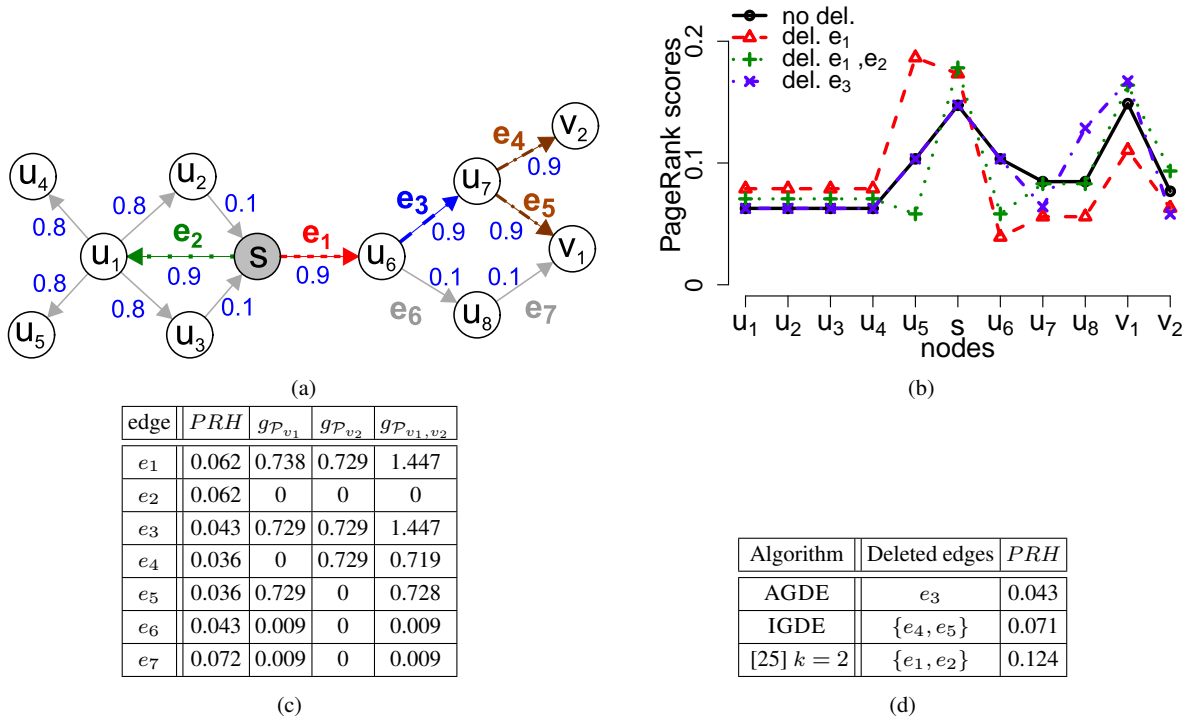 u4
u2
0.8
0.8
0.1
u1
e2
s
e1
u6
0.9
0.9
0.8
0.8
0.1
u5
u3
e3
0.9
u7
e4
v2
0.9
e5
0.9
v1
0.1
0.1
e6
u8
e7
(a)
no del.
del. e1
del. e1 ,e2
del. e3
PageRank scores
0.2
0.1
0
u1 u2 u3 u4 u5 s u6 u7 u8 v1 v2
nodes
(b)
edge PRH gPv1 gPv2 gPv1,v2
e1 0.062 0.738 0.729 1.447
e2 0.062 0 0 0
e3 0.043 0.729 0.729 1.447
e4 0.036 0 0.729 0.719
e5 0.036 0.729 0 0.728
e6 0.043 0.009 0 0.009
e7 0.072 0.009 0 0.009
(c)
Algorithm Deleted edges PRH
AGDE e3 0.043
IGDE {e4, e5} 0.071
[25] k = 2 {e1, e2} 0.124
(d)